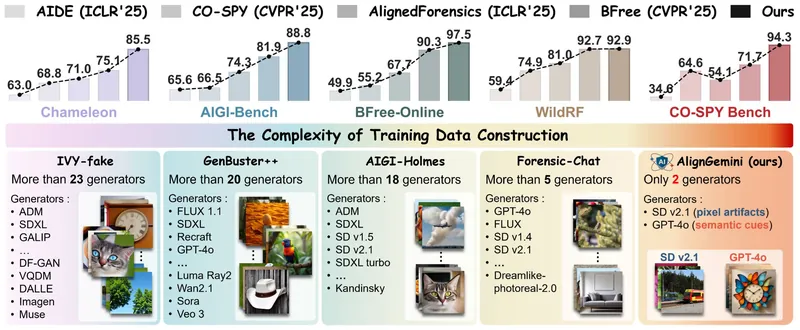 AIDE (ICLR'25) CO-SPY (CVPR'25) AlignedForensics (ICLR'25) BFree (CVPR'25) Ours
63.0 68.8 71.0 75.1 85.5
Chameleon
65.6 66.5 74.3 81.9 88.8
AIGI-Bench
49.9 55.2 67.7 90.3 97.5
BFree-Online
59.4 74.9 81.0 92.7 92.9
WildRF
34.6 64.6 54.1 71.7 94.3
CO-SPY Bench
The Complexity of Training Data Construction
IVY-fake
More than 23 generators
Generators :
• ADM
• SDXL
• GALIP
...
• DF-GAN
• VQDM
• DALLE
• Imagen
• Muse
GenBuster++
More than 20 generators
Generators :
• FLUX 1.1
• SDXL
• Recraft
• GPT-4o
• ...
• Luma Ray2
• Wan2.1
• Sora
• Veo 3
AIGI-Holmes
More than 18 generators
Generators :
• ADM
• SDXL
• SD v1.5
• SD v2.1
• SDXL turbo
• ...
• Kandinsky
Forensic-Chat
More than 5 generators
Generators :
• GPT-4o
• FLUX
• SD v1.4
• SD v2.1
• ...
• Dreamlike-
photoreal-2.0
AI
AlignGemini (ours)
Only 2 generators
Generators :
• SD v2.1 (pixel artifacts)
• GPT-4o (semantic cues)
SD v2.1 GPT-4o